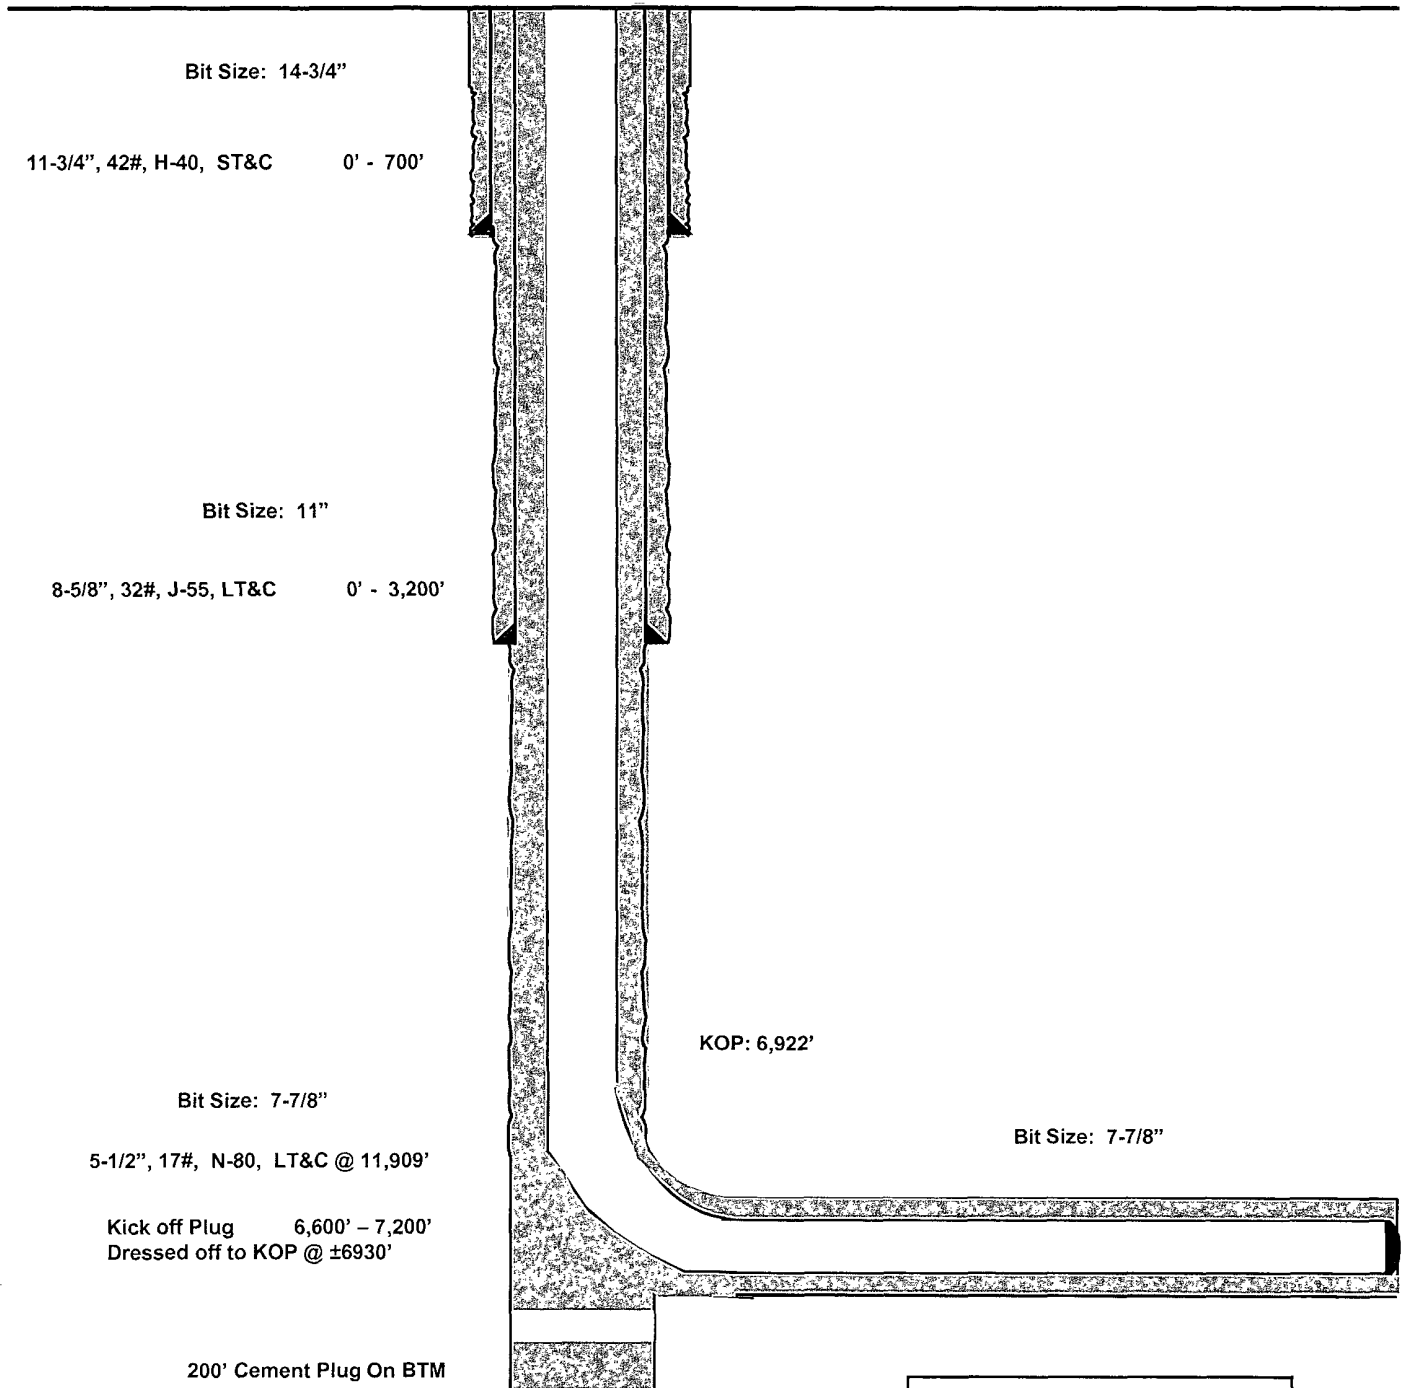 Bit Size: 14-3/4"
11-3/4", 42#, H-40, ST&C 0' - 700'
Bit Size: 11"
8-5/8", 32#, J-55, LT&C 0' - 3,200'
KOP: 6,922'
Bit Size: 7-7/8"
Bit Size: 7-7/8"
5-1/2", 17#, N-80, LT&C @ 11,909'
Kick off Plug 6,600' – 7,200'
Dressed off to KOP @ ±6930'
200' Cement Plug On BTM